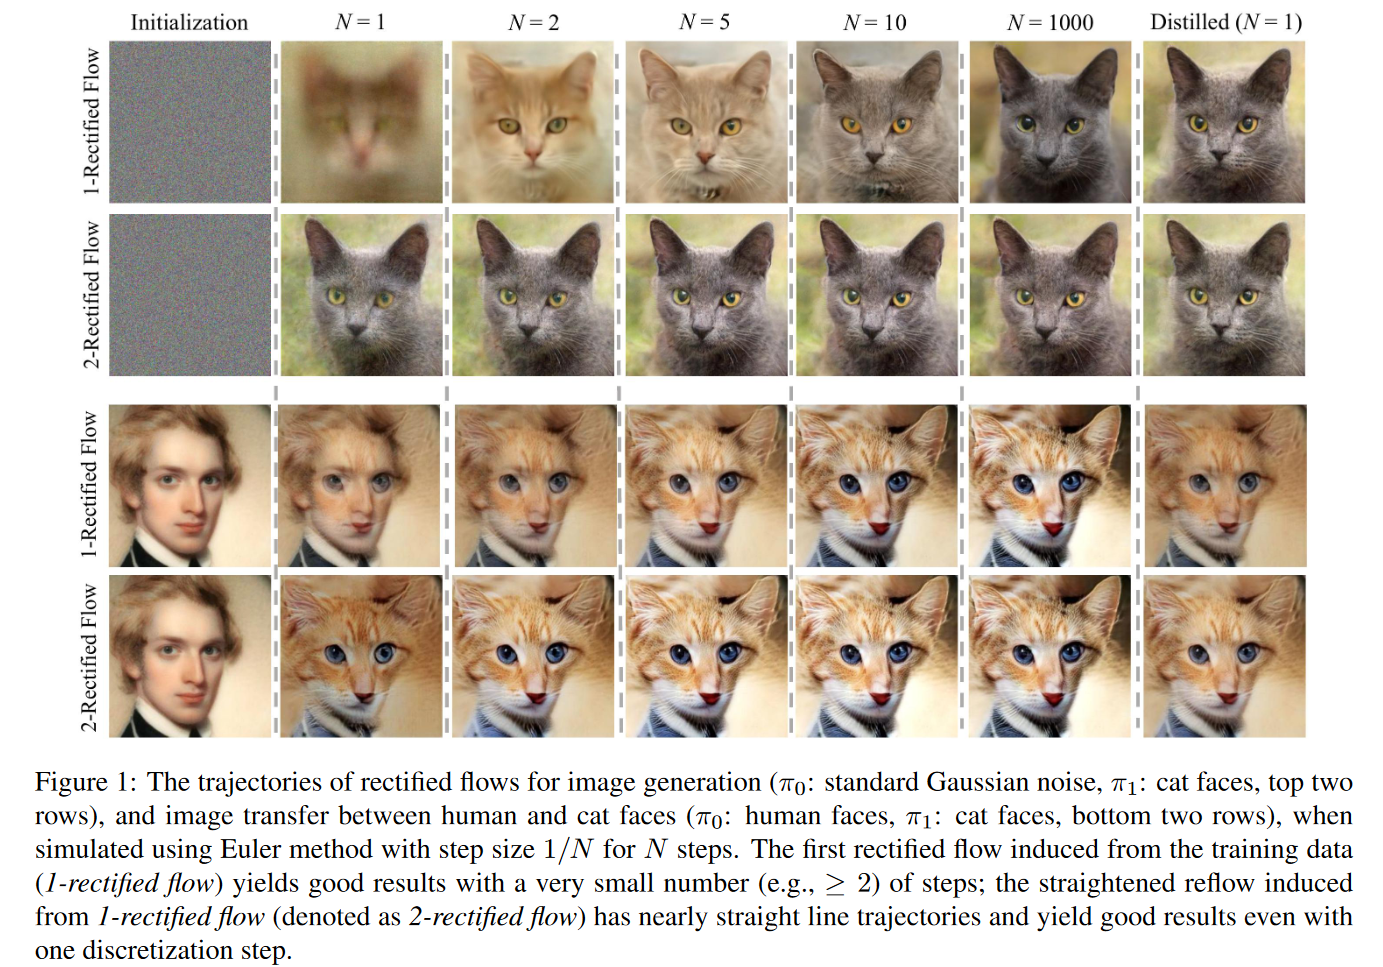 Initialization N = 1 N = 2 N = 5 N = 10 N = 1000 Distilled (N = 1)
1-Rectified Flow
2-Rectified Flow
1-Rectified Flow
2-Rectified Flow
Figure 1: The trajectories of rectified flows for image generation (π₀: standard Gaussian noise, π₁: cat faces, top two
rows), and image transfer between human and cat faces (π₀: human faces, π₁: cat faces, bottom two rows), when
simulated using Euler method with step size 1/N for N steps. The first rectified flow induced from the training data
(1-rectified flow) yields good results with a very small number (e.g., ≥ 2) of steps; the straightened reflow induced
from 1-rectified flow (denoted as 2-rectified flow) has nearly straight line trajectories and yield good results even with
one discretization step.